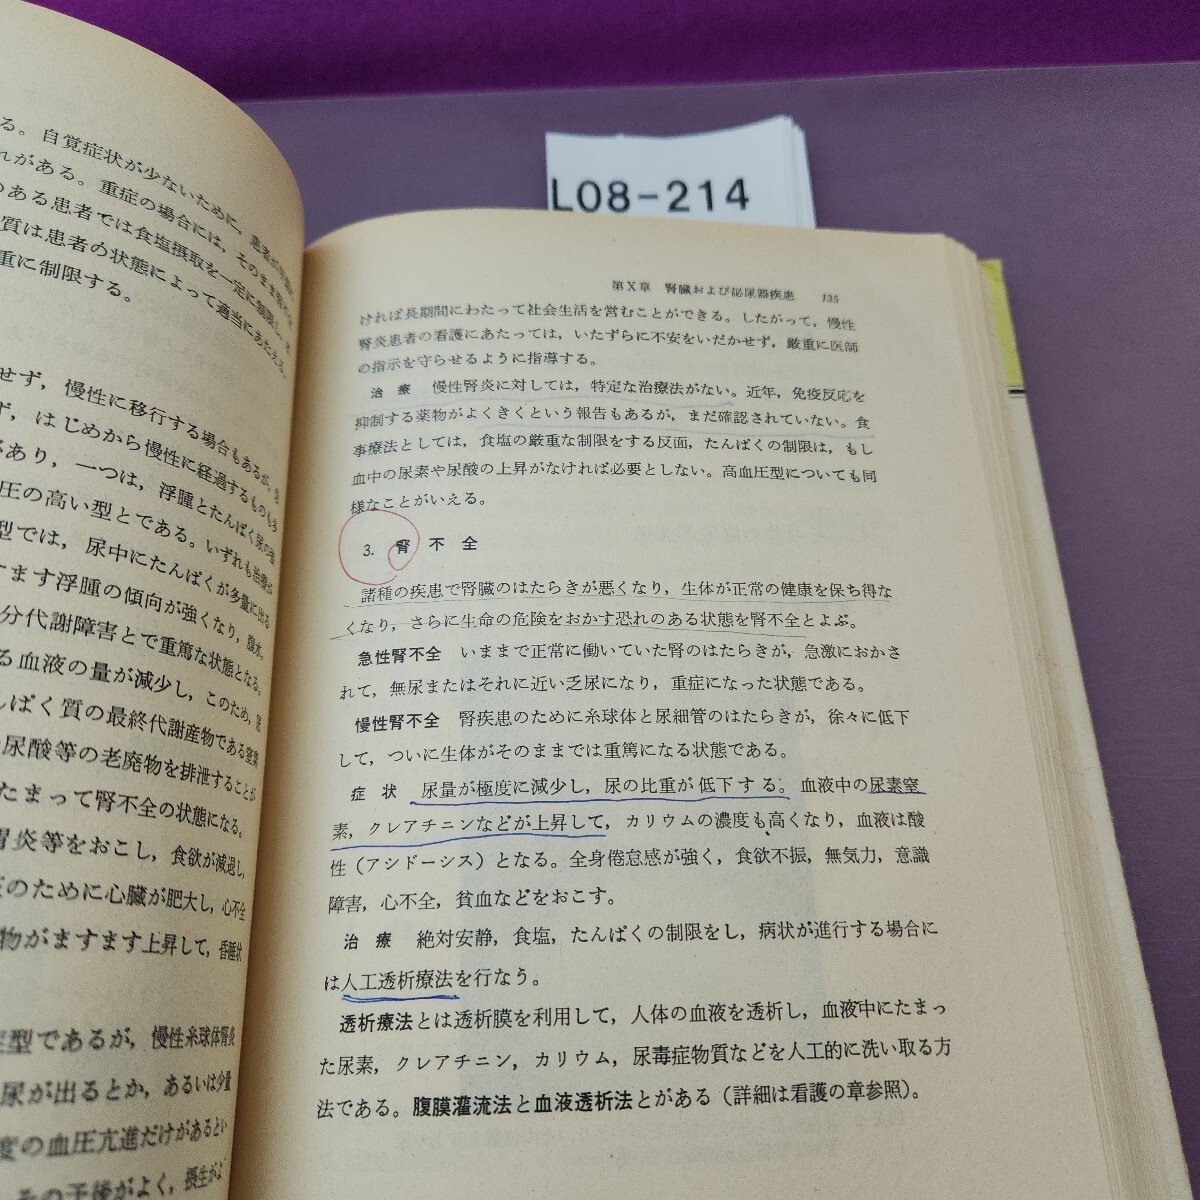 L08-214
る。自覚症状が少ないために，
れがある。重症の場合には，そのまま
のある患者では食塩摂取を一定に制限し，
質は患者の状態によって適当にあたえる。
重に制限する。
せず，慢性に移行する場合もあるが，
ず，はじめから慢性に経過するものも
あり，一つは，浮腫とたんぱく尿の
圧の高い型とである。いずれも治療が
型では，尿中にたんぱくが多量に出る
すます浮腫の傾向が強くなり，腹水，
分代謝障害とで重篤な状態となる。
る血液の量が減少し，このため，尿
んぱく質の最終代謝産物である窒素
尿酸等の老廃物を排泄することが
たまって腎不全の状態になる。
胃炎等をおこし，食欲が減退し，
のために心臓が肥大し，心不全
物がますます上昇して，昏睡状
型であるが，慢性糸球体腎炎
尿が出るとか，あるいは少量
度の血圧亢進だけがあるとい
その予後がよく，摂生がよ
第X章 腎臓および泌尿器疾患 135
ければ長期間にわたって社会生活を営むことができる。したがって，慢性
腎炎患者の看護にあたっては，いたずらに不安をいだかせず，厳重に医師
の指示を守らせるように指導する。
治 療 慢性腎炎に対しては，特定な治療法がない。近年，免疫反応を
抑制する薬物がよくきくという報告もあるが，まだ確認されていない。食
事療法としては，食塩の厳重な制限をする反面，たんぱくの制限は，もし
血中の尿素や尿酸の上昇がなければ必要としない。高血圧型についても同
様なことがいえる。
3. 腎 不 全
諸種の疾患で腎臓のはたらきが悪くなり，生体が正常の健康を保ち得な
くなり，さらに生命の危険をおかす恐れのある状態を腎不全とよぶ。
急性腎不全 いままで正常に働いていた腎のはたらきが，急激におかさ
れて，無尿またはそれに近い乏尿になり，重症になった状態である。
慢性腎不全 腎疾患のために糸球体と尿細管のはたらきが，徐々に低下
して，ついに生体がそのままでは重篤になる状態である。
症 状 尿量が極度に減少し，尿の比重が低下する。血液中の尿素窒
素，クレアチニンなどが上昇して，カリウムの濃度も高くなり，血液は酸
性（アシドーシス）となる。全身倦怠感が強く，食欲不振，無気力，意識
障害，心不全，貧血などをおこす。
治 療 絶対安静，食塩，たんぱくの制限をし，病状が進行する場合に
は人工透析療法を行なう。
透析療法とは透析膜を利用して，人体の血液を透析し，血液中にたまっ
た尿素，クレアチニン，カリウム，尿毒症物質などを人工的に洗い取る方
法である。腹膜灌流法と血液透析法とがある（詳細は看護の章参照）。